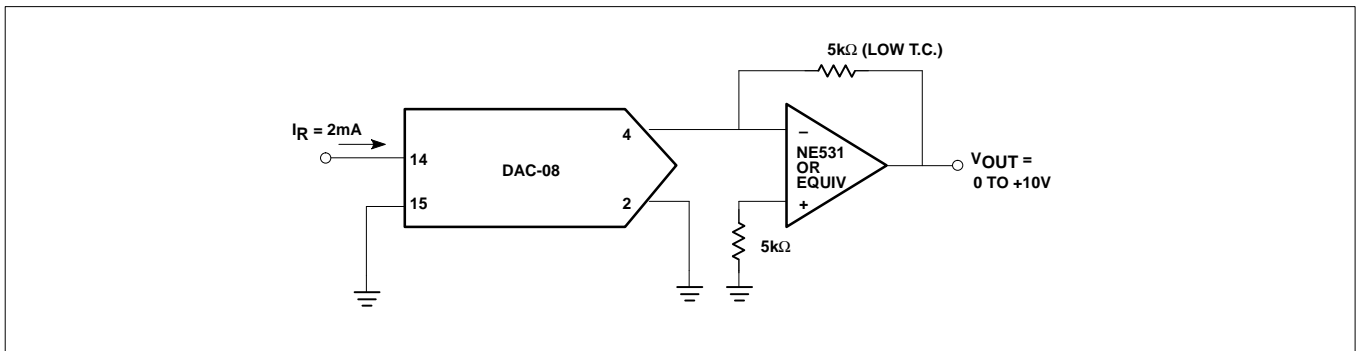 5kΩ (LOW T.C.)
IR = 2mA
14
15
DAC-08
4
2
–
NE531
OR
EQUIV
+
5kΩ
VOUT =
0 TO +10V